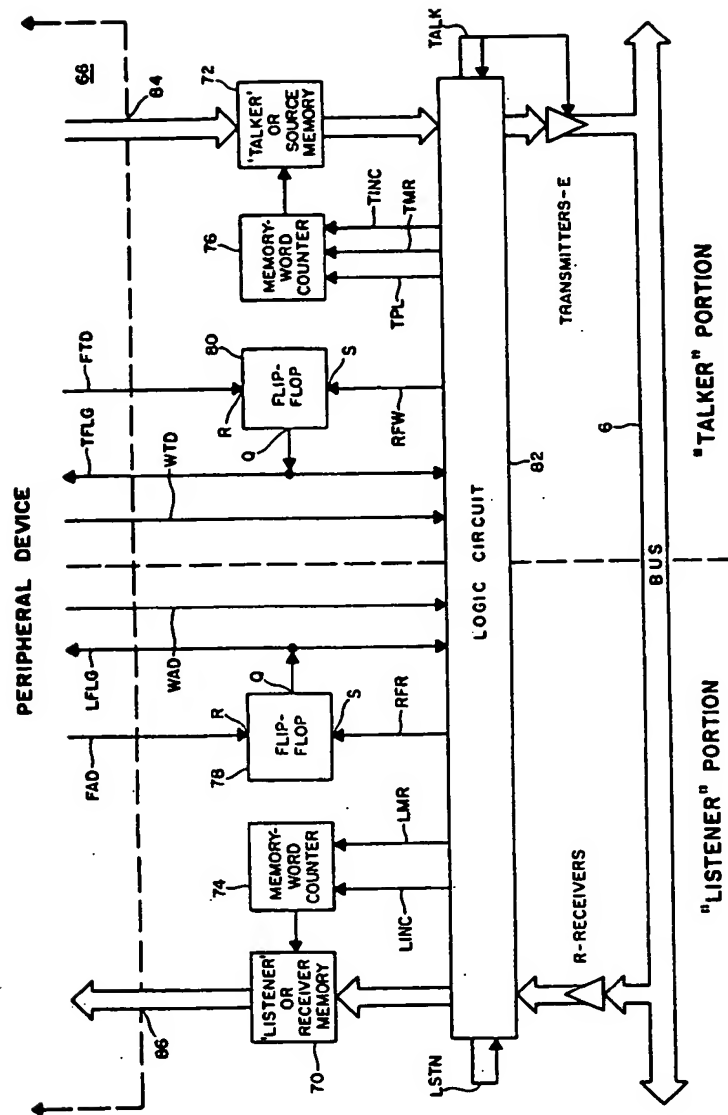 PERIPHERAL DEVICE
66
86
84
FAD
LFLG
WAD
WTD
TFLG
FTD
70
'LISTENER'
OR
RECEIVER
MEMORY
74
MEMORY-
WORD
COUNTER
78
R
FLIP-
FLOP
Q
S
80
R
FLIP-
FLOP
Q
S
76
MEMORY-
WORD
COUNTER
72
'TALKER'
OR
SOURCE
MEMORY
LINC
LMR
RFR
RFW
TPL
TMR
TINC
LSTN
LOGIC CIRCUIT
82
TALK
R-RECEIVERS
TRANSMITTERS-E
BUS
6
"LISTENER" PORTION
"TALKER" PORTION